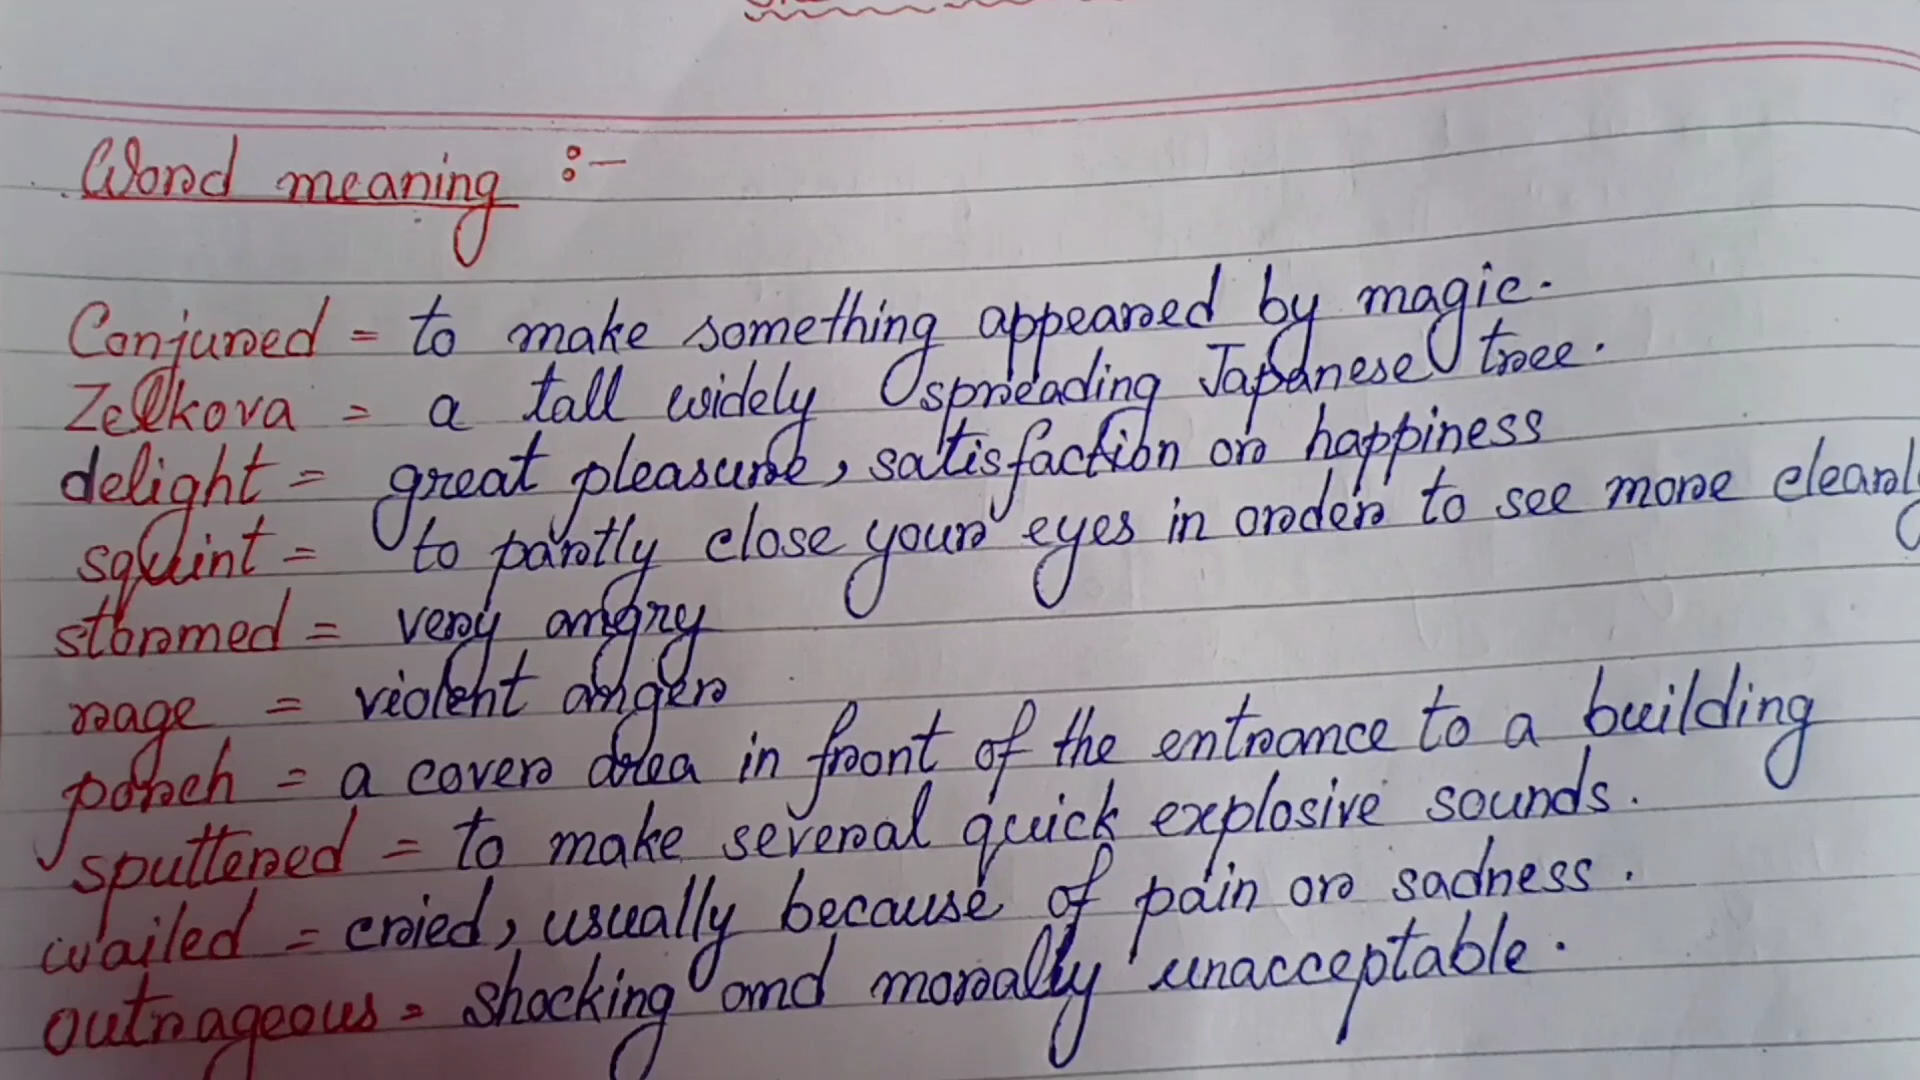 Word meaning :-
Conjured = to make something appeared by magic.
Zelkova = a tall widely spreading Japanese tree.
delight = great pleasure, satisfaction or happiness
squint = to partly close your eyes in order to see more clearly
stormed = very angry
rage = violent anger
porch = a cover area in front of the entrance to a building
sputtered = to make several quick explosive sounds.
wailed = cried, usually because of pain or sadness.
outrageous = shocking and morally unacceptable.